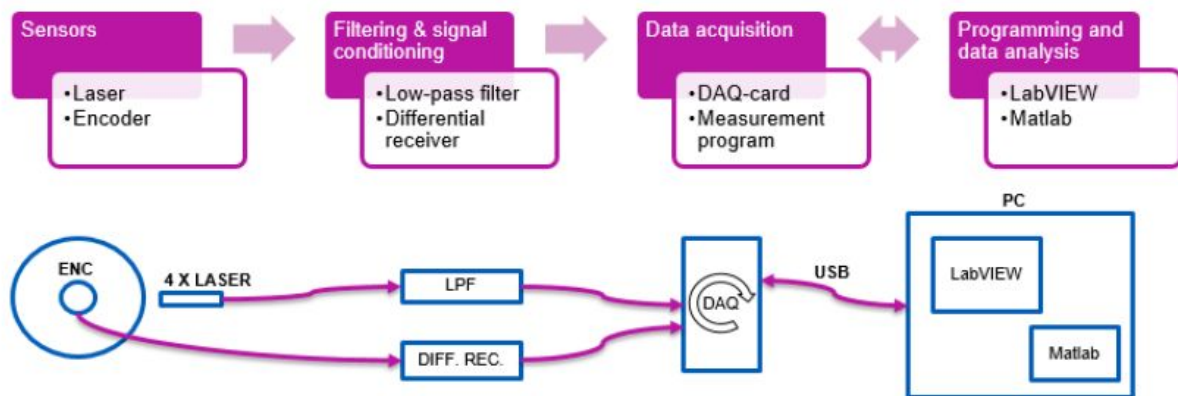 Sensors
•Laser
•Encoder
Filtering & signal
conditioning
•Low-pass filter
•Differential
receiver
Data acquisition
•DAQ-card
•Measurement
program
Programming and
data analysis
•LabVIEW
•Matlab
ENC
4 X LASER
LPF
DIFF. REC.
DAQ
USB
PC
LabVIEW
Matlab